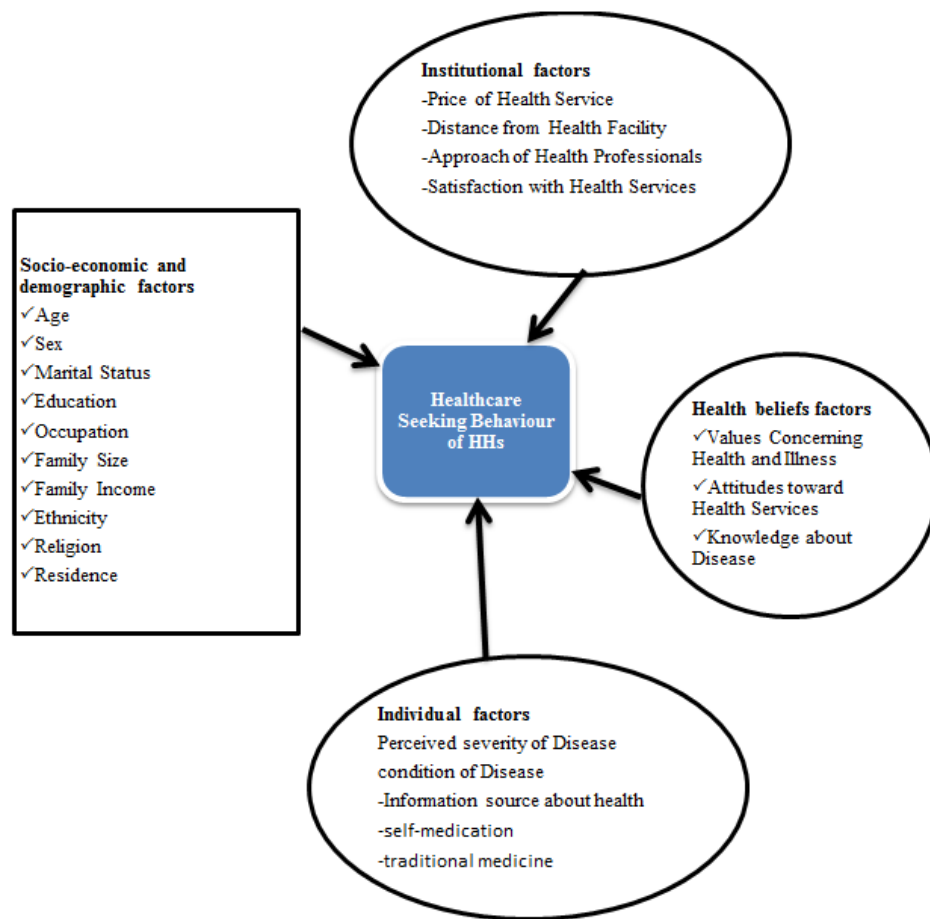 Institutional factors
-Price of Health Service
-Distance from Health Facility
-Approach of Health Professionals
-Satisfaction with Health Services
Socio-economic and
demographic factors
✓Age
✓Sex
✓Marital Status
✓Education
✓Occupation
✓Family Size
✓Family Income
✓Ethnicity
✓Religion
✓Residence
Healthcare
Seeking Behaviour
of HHs
Health beliefs factors
✓Values Concerning
Health and Illness
✓Attitudes toward
Health Services
✓Knowledge about
Disease
Individual factors
Perceived severity of Disease
condition of Disease
-Information source about health
-self-medication
-traditional medicine